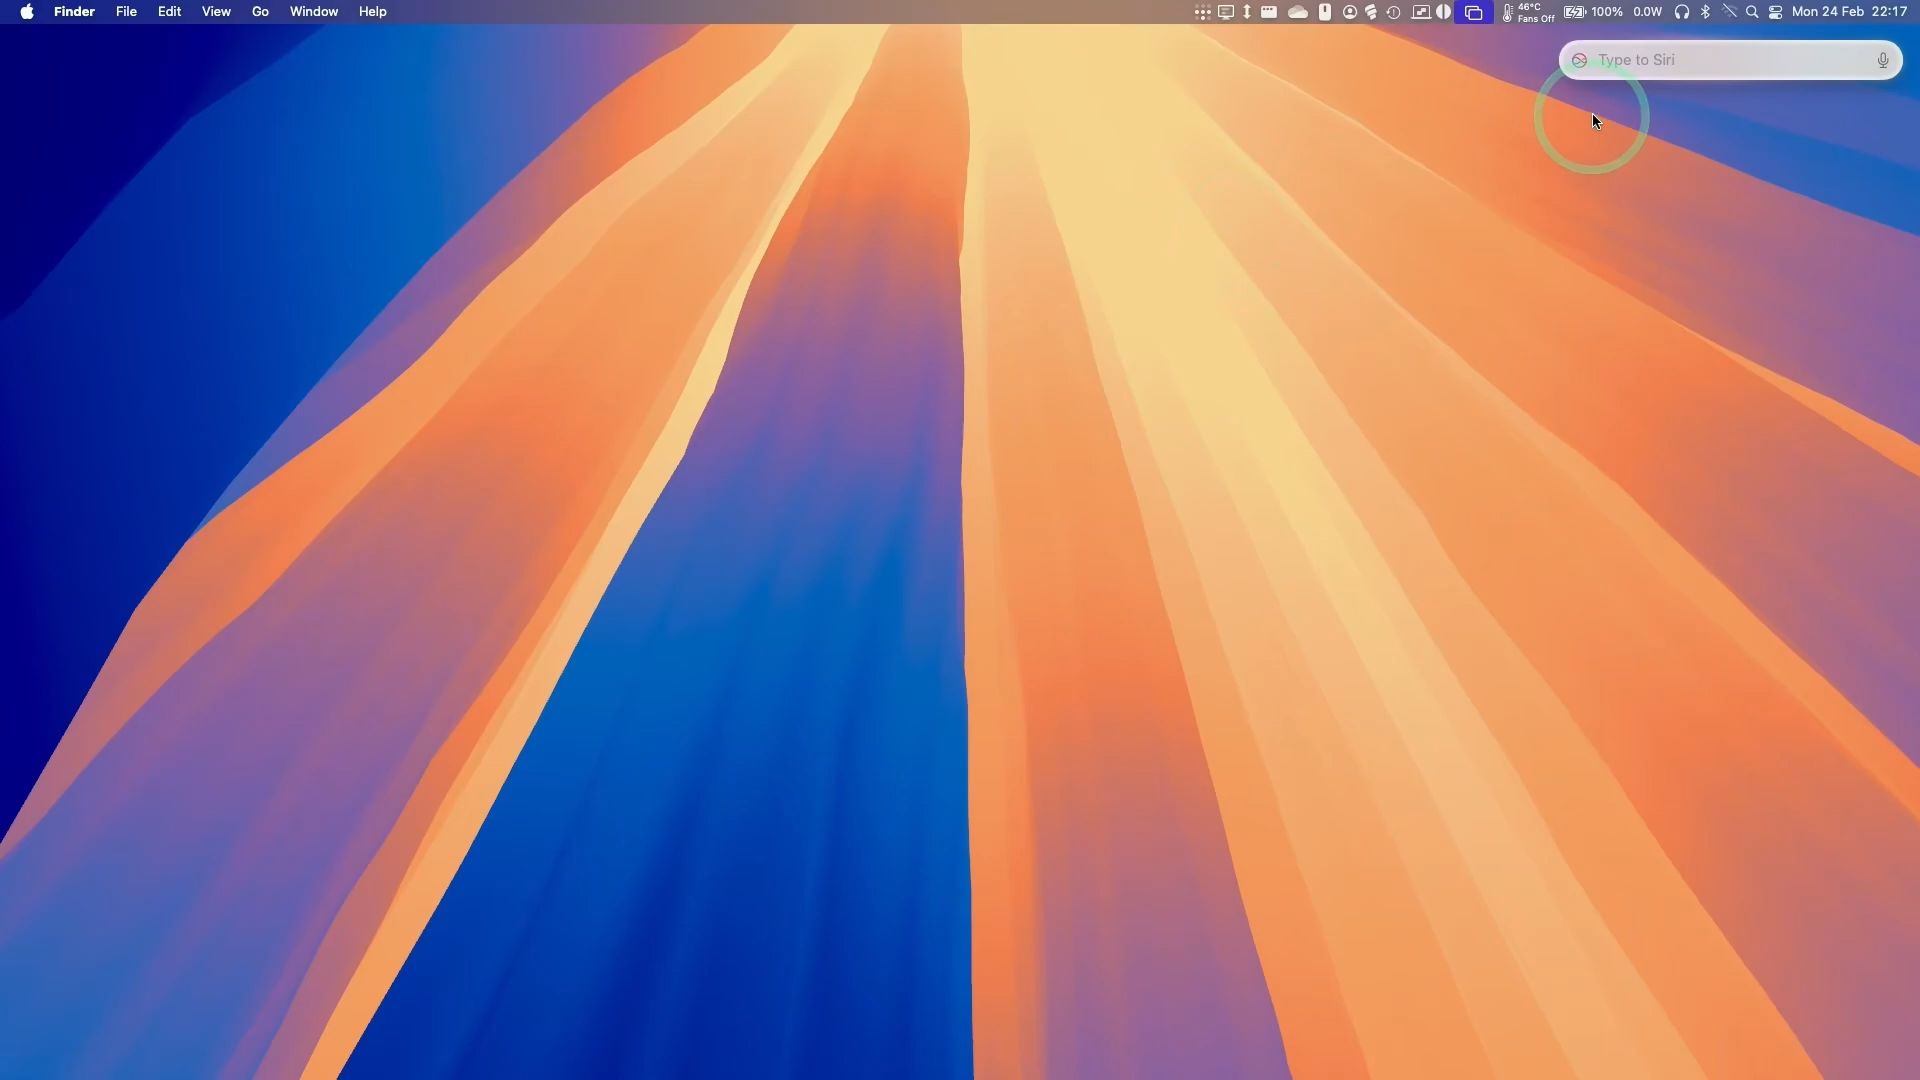 Finder File Edit View Go Window Help 46°C Fans Off 100% 0.0W Mon 24 Feb 22:17
Type to Siri